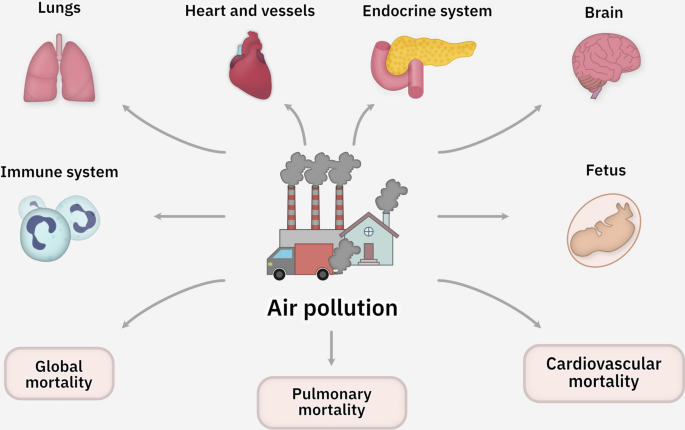 Lungs
Heart and vessels
Endocrine system
Brain
Immune system
Fetus
Air pollution
Global
mortality
Pulmonary
mortality
Cardiovascular
mortality